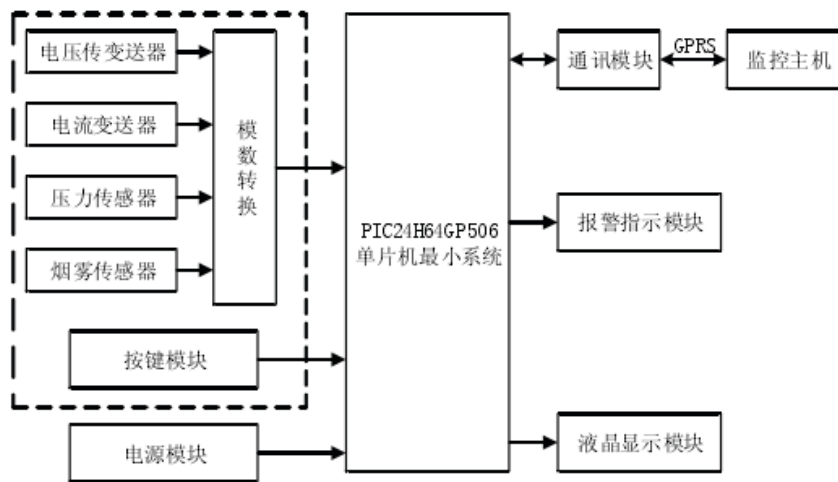 电压传变送器
电流变送器
压力传感器
烟雾传感器
模数转换
按键模块
电源模块
PIC24H64GP506
单片机最小系统
通讯模块
GPRS
监控主机
报警指示模块
液晶显示模块